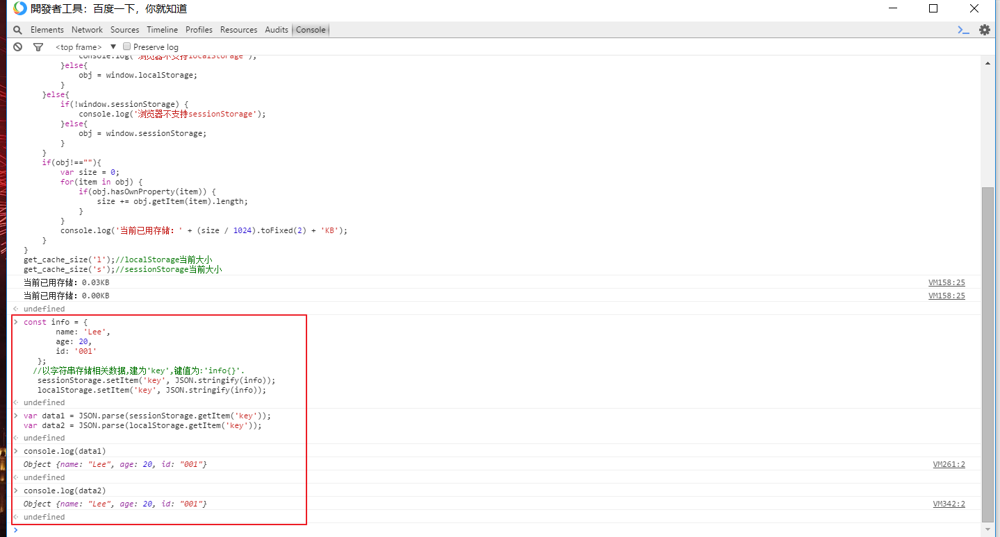 開發者工具：百度一下，你就知道
Elements Network Sources Timeline Profiles Resources Audits Console
<top frame> ▼ Preserve log
console.log('浏览器不支持localStorage');
}else{
obj = window.localStorage;
}
}else{
if(!window.sessionStorage) {
console.log('浏览器不支持sessionStorage');
}else{
obj = window.sessionStorage;
}
}
if(obj!==""){
var size = 0;
for(item in obj) {
if(obj.hasOwnProperty(item)) {
size += obj.getItem(item).length;
}
}
console.log('当前已用存储：' + (size / 1024).toFixed(2) + 'KB');
}
}
get_cache_size('l');//localStorage当前大小
get_cache_size('s');//sessionStorage当前大小
当前已用存储：0.03KB VM158:25
当前已用存储：0.00KB VM158:25
undefined
const info = {
name: 'Lee',
age: 20,
id: '001'
};
//以字符串存储相关数据,建为'key',键值为:'info{}'.
sessionStorage.setItem('key', JSON.stringify(info));
localStorage.setItem('key', JSON.stringify(info));
undefined
var data1 = JSON.parse(sessionStorage.getItem('key'));
var data2 = JSON.parse(localStorage.getItem('key'));
undefined
console.log(data1)
Object {name: "Lee", age: 20, id: "001"} VM261:2
undefined
console.log(data2)
Object {name: "Lee", age: 20, id: "001"} VM342:2
undefined